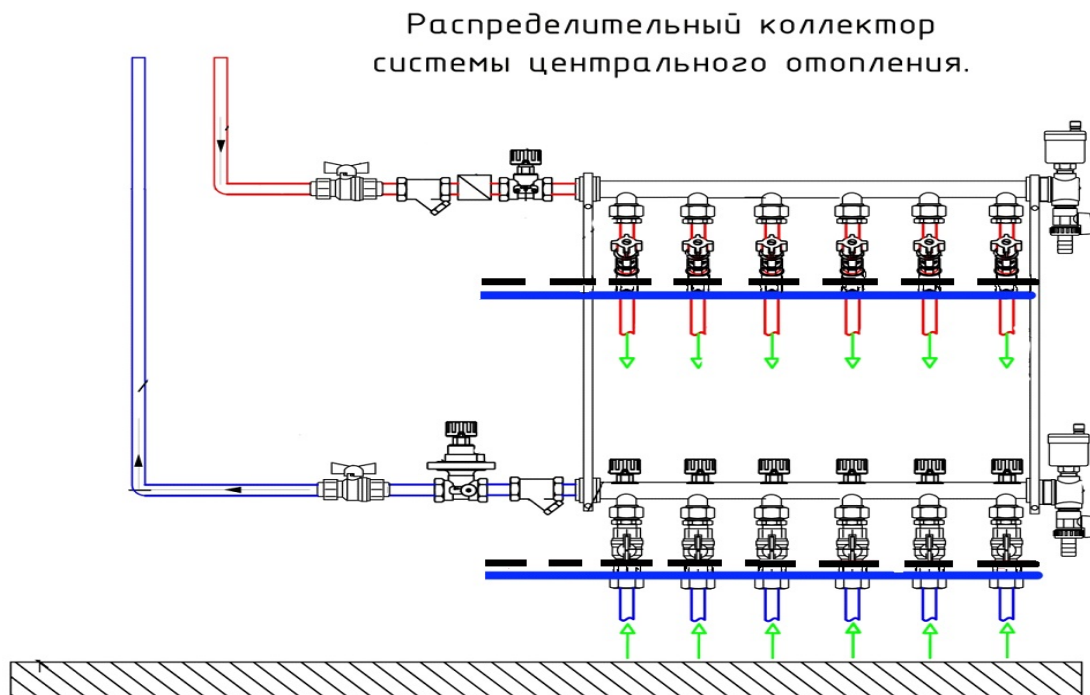 Распределительный коллектор
системы центрального отопления.